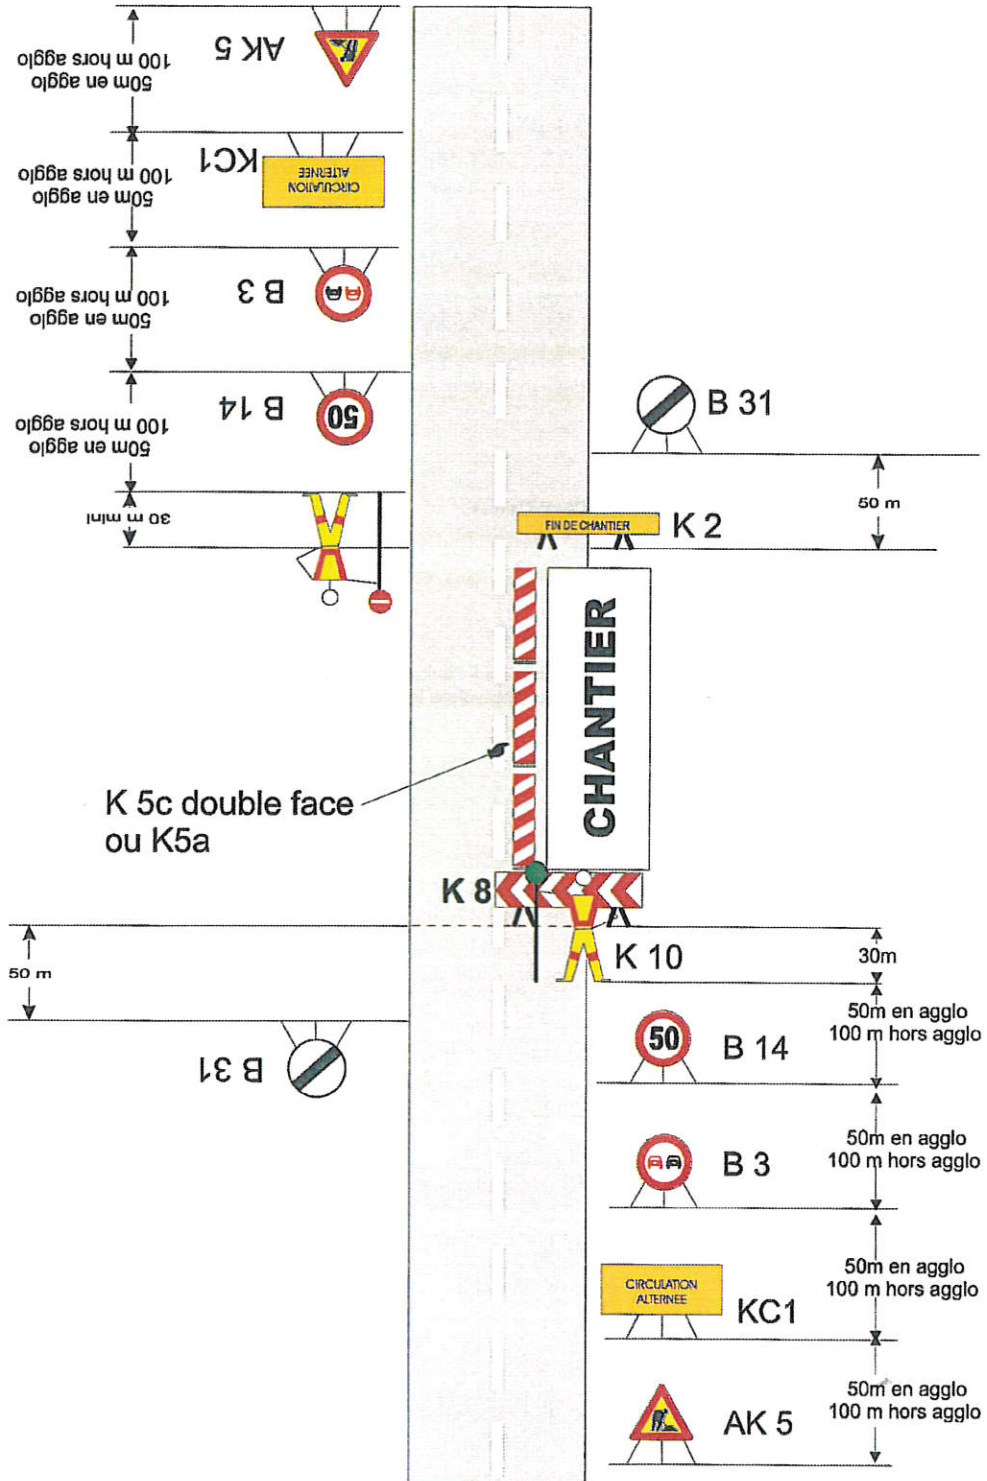 AK 5
50m en agglo
100 m hors agglo
CIRCULATION
ALTERNEE
KC1
50m en agglo
100 m hors agglo
B 3
50m en agglo
100 m hors agglo
50
B 14
50m en agglo
100 m hors agglo
30 m mini
B 31
50 m
FIN DE CHANTIER
K 2
CHANTIER
K 5c double face
ou K5a
K 8
K 10
30m
50 m
B 31
50
B 14
50m en agglo
100 m hors agglo
B 3
50m en agglo
100 m hors agglo
CIRCULATION
ALTERNEE
KC1
50m en agglo
100 m hors agglo
AK 5
50m en agglo
100 m hors agglo